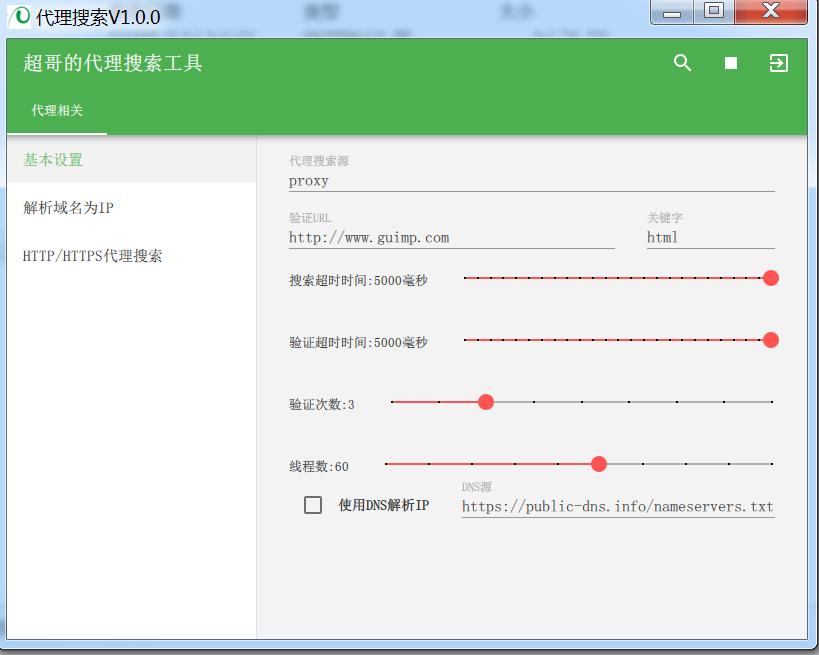 代理搜索V1.0.0
超哥的代理搜索工具
代理相关
基本设置
解析域名为IP
HTTP/HTTPS代理搜索
代理搜索源
proxy
验证URL
关键字
http://www.guimp.com
html
搜索超时时间:5000毫秒
验证超时时间:5000毫秒
验证次数:3
线程数:60
DNS源
使用DNS解析IP
https://public-dns.info/nameservers.txt